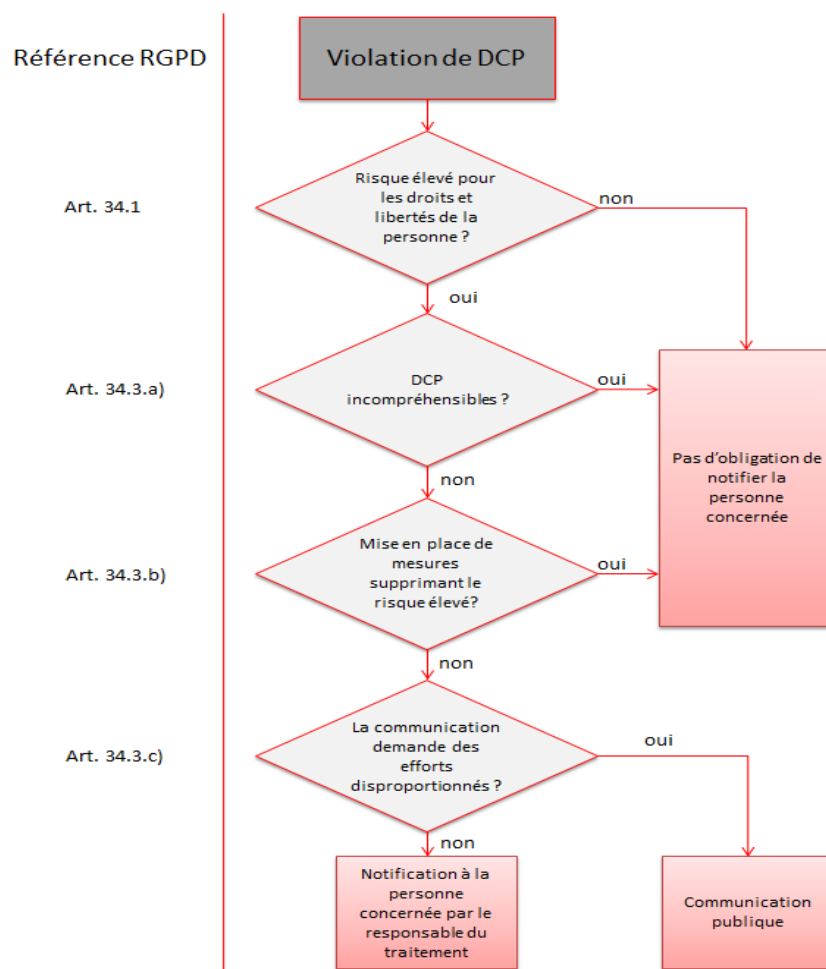 Référence RGPD
Violation de DCP
Art. 34.1
Risque élevé pour
les droits et
libertés de la
personne ?
non
oui
Art. 34.3.a)
DCP
incompréhensibles ?
oui
non
Pas d'obligation de
notifier la
personne
concernée
Art. 34.3.b)
Mise en place de
mesures
supprimant le
risque élevé?
oui
non
Art. 34.3.c)
La communication
demande des
efforts
disproportionnés ?
oui
non
Notification à la
personne
concernée par le
responsable du
traitement
Communication
publique